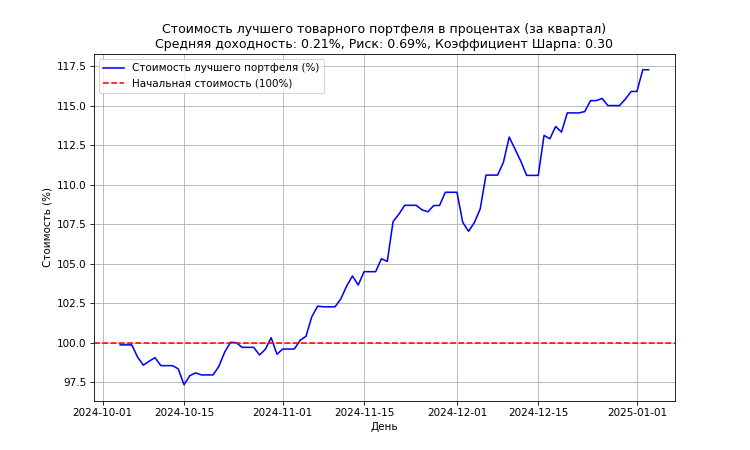 Стоимость лучшего товарного портфеля в процентах (за квартал)
Средняя доходность: 0.21%, Риск: 0.69%, Коэффициент Шарпа: 0.30
Стоимость лучшего портфеля (%)
Начальная стоимость (100%)
Стоимость (%)
117.5
115.0
112.5
110.0
107.5
105.0
102.5
100.0
97.5
2024-10-01 2024-10-15 2024-11-01 2024-11-15 2024-12-01 2024-12-15 2025-01-01
День